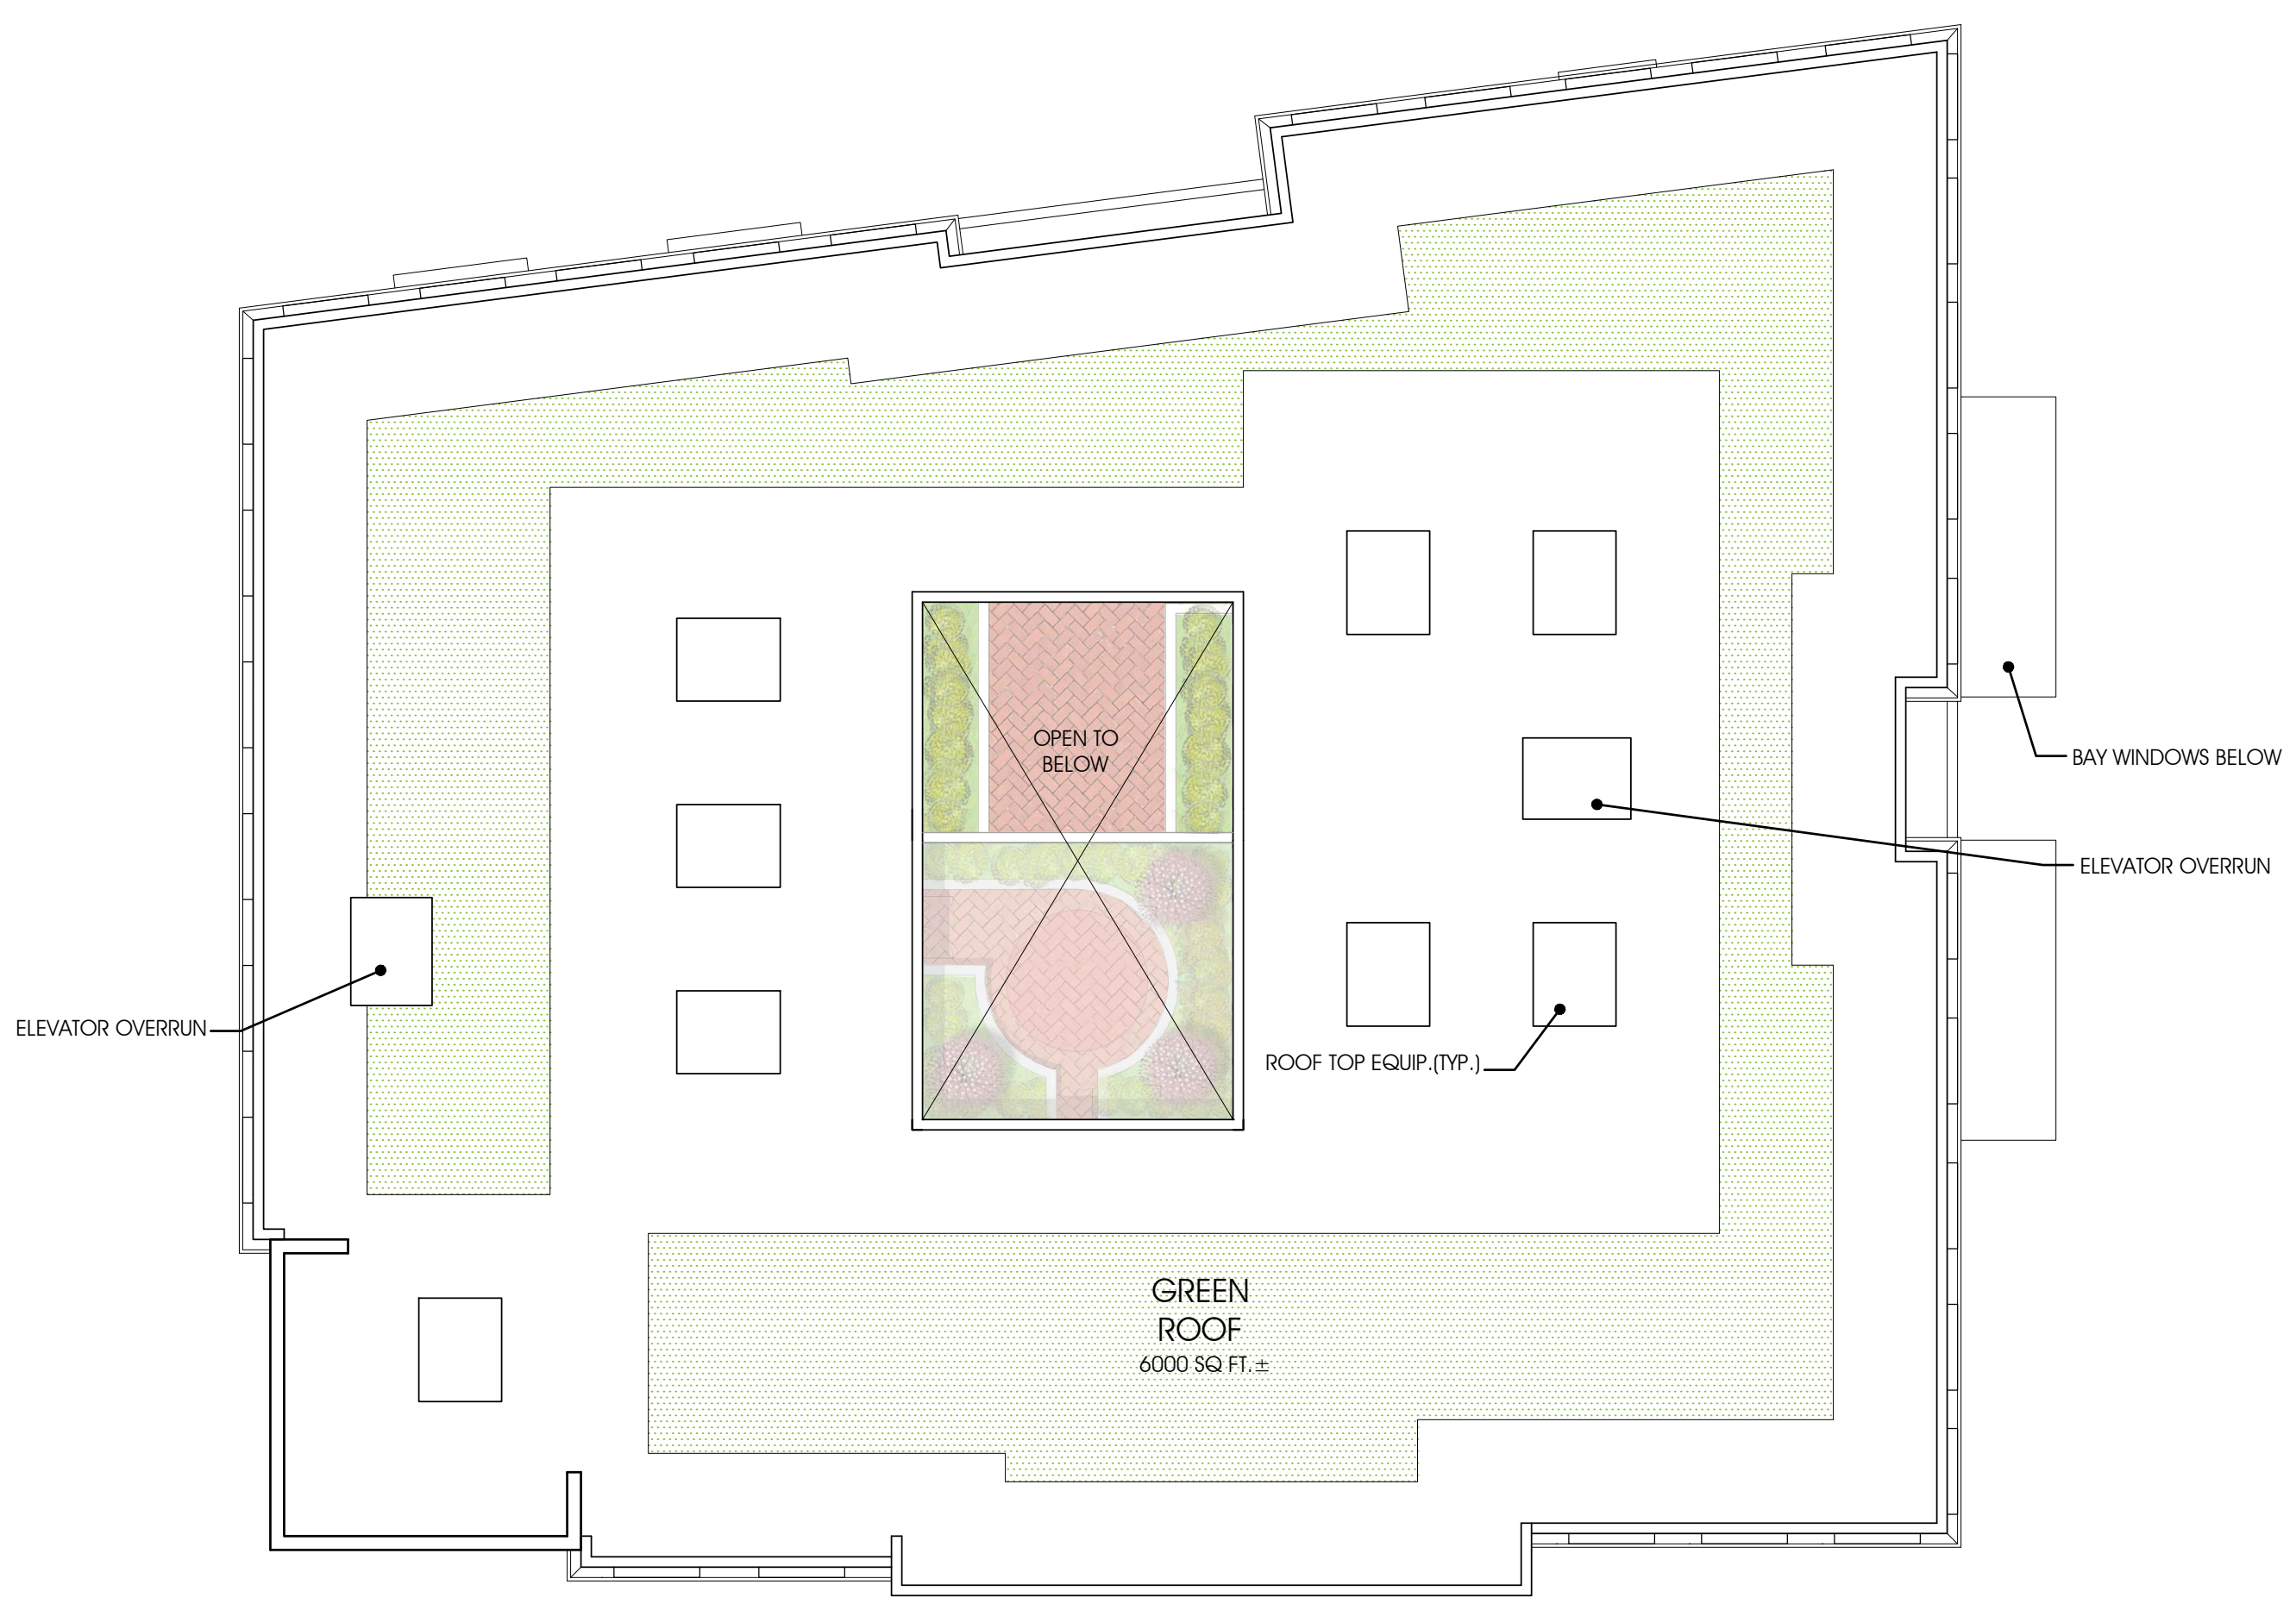 OPEN TO
BELOW
BAY WINDOWS BELOW
ELEVATOR OVERRUN
ELEVATOR OVERRUN
ROOF TOP EQUIP.(TYP.)
GREEN
ROOF
6000 SQ FT.±